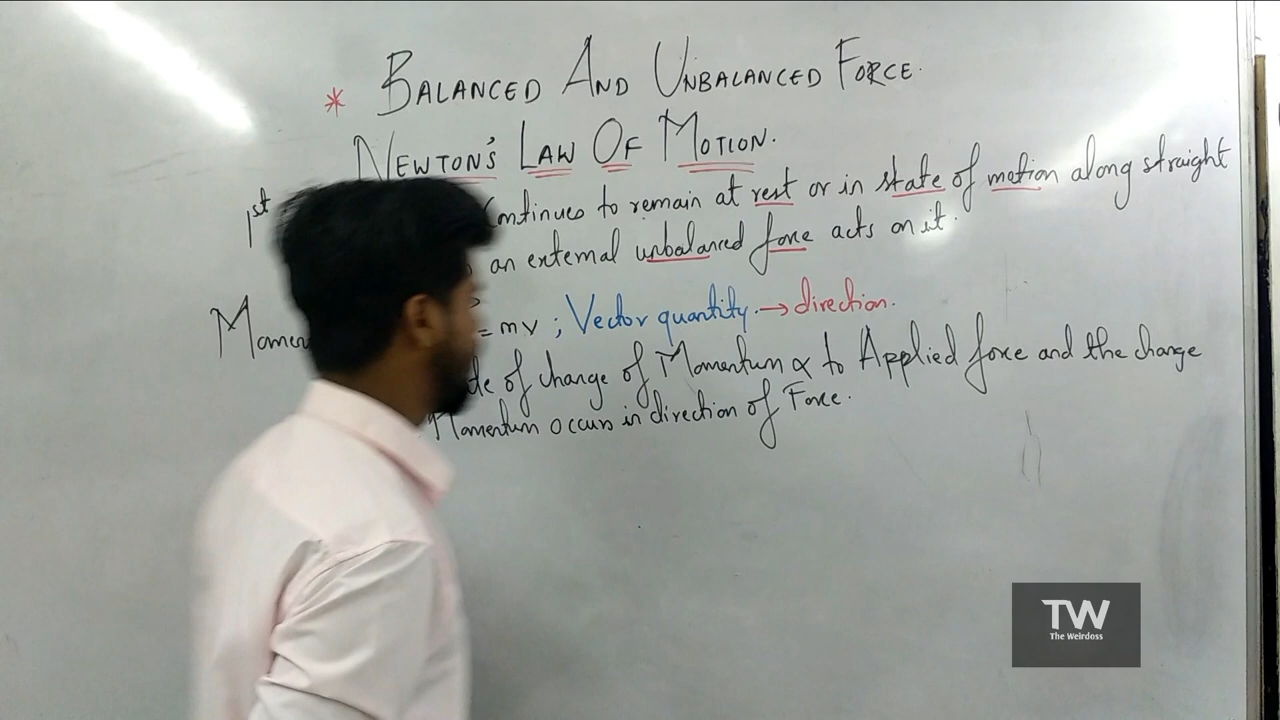 * BALANCED AND UNBALANCED FORCE.
NEWTON'S LAW OF MOTION.
1st Continues to remain at rest or in state of motion along straight
an external unbalanced force acts on it.
= mv ; Vector quantity. → direction.
of change of Momentum ∝ to Applied force and the change
Momentum occurs in direction of Force.
TW
The Weirdoss